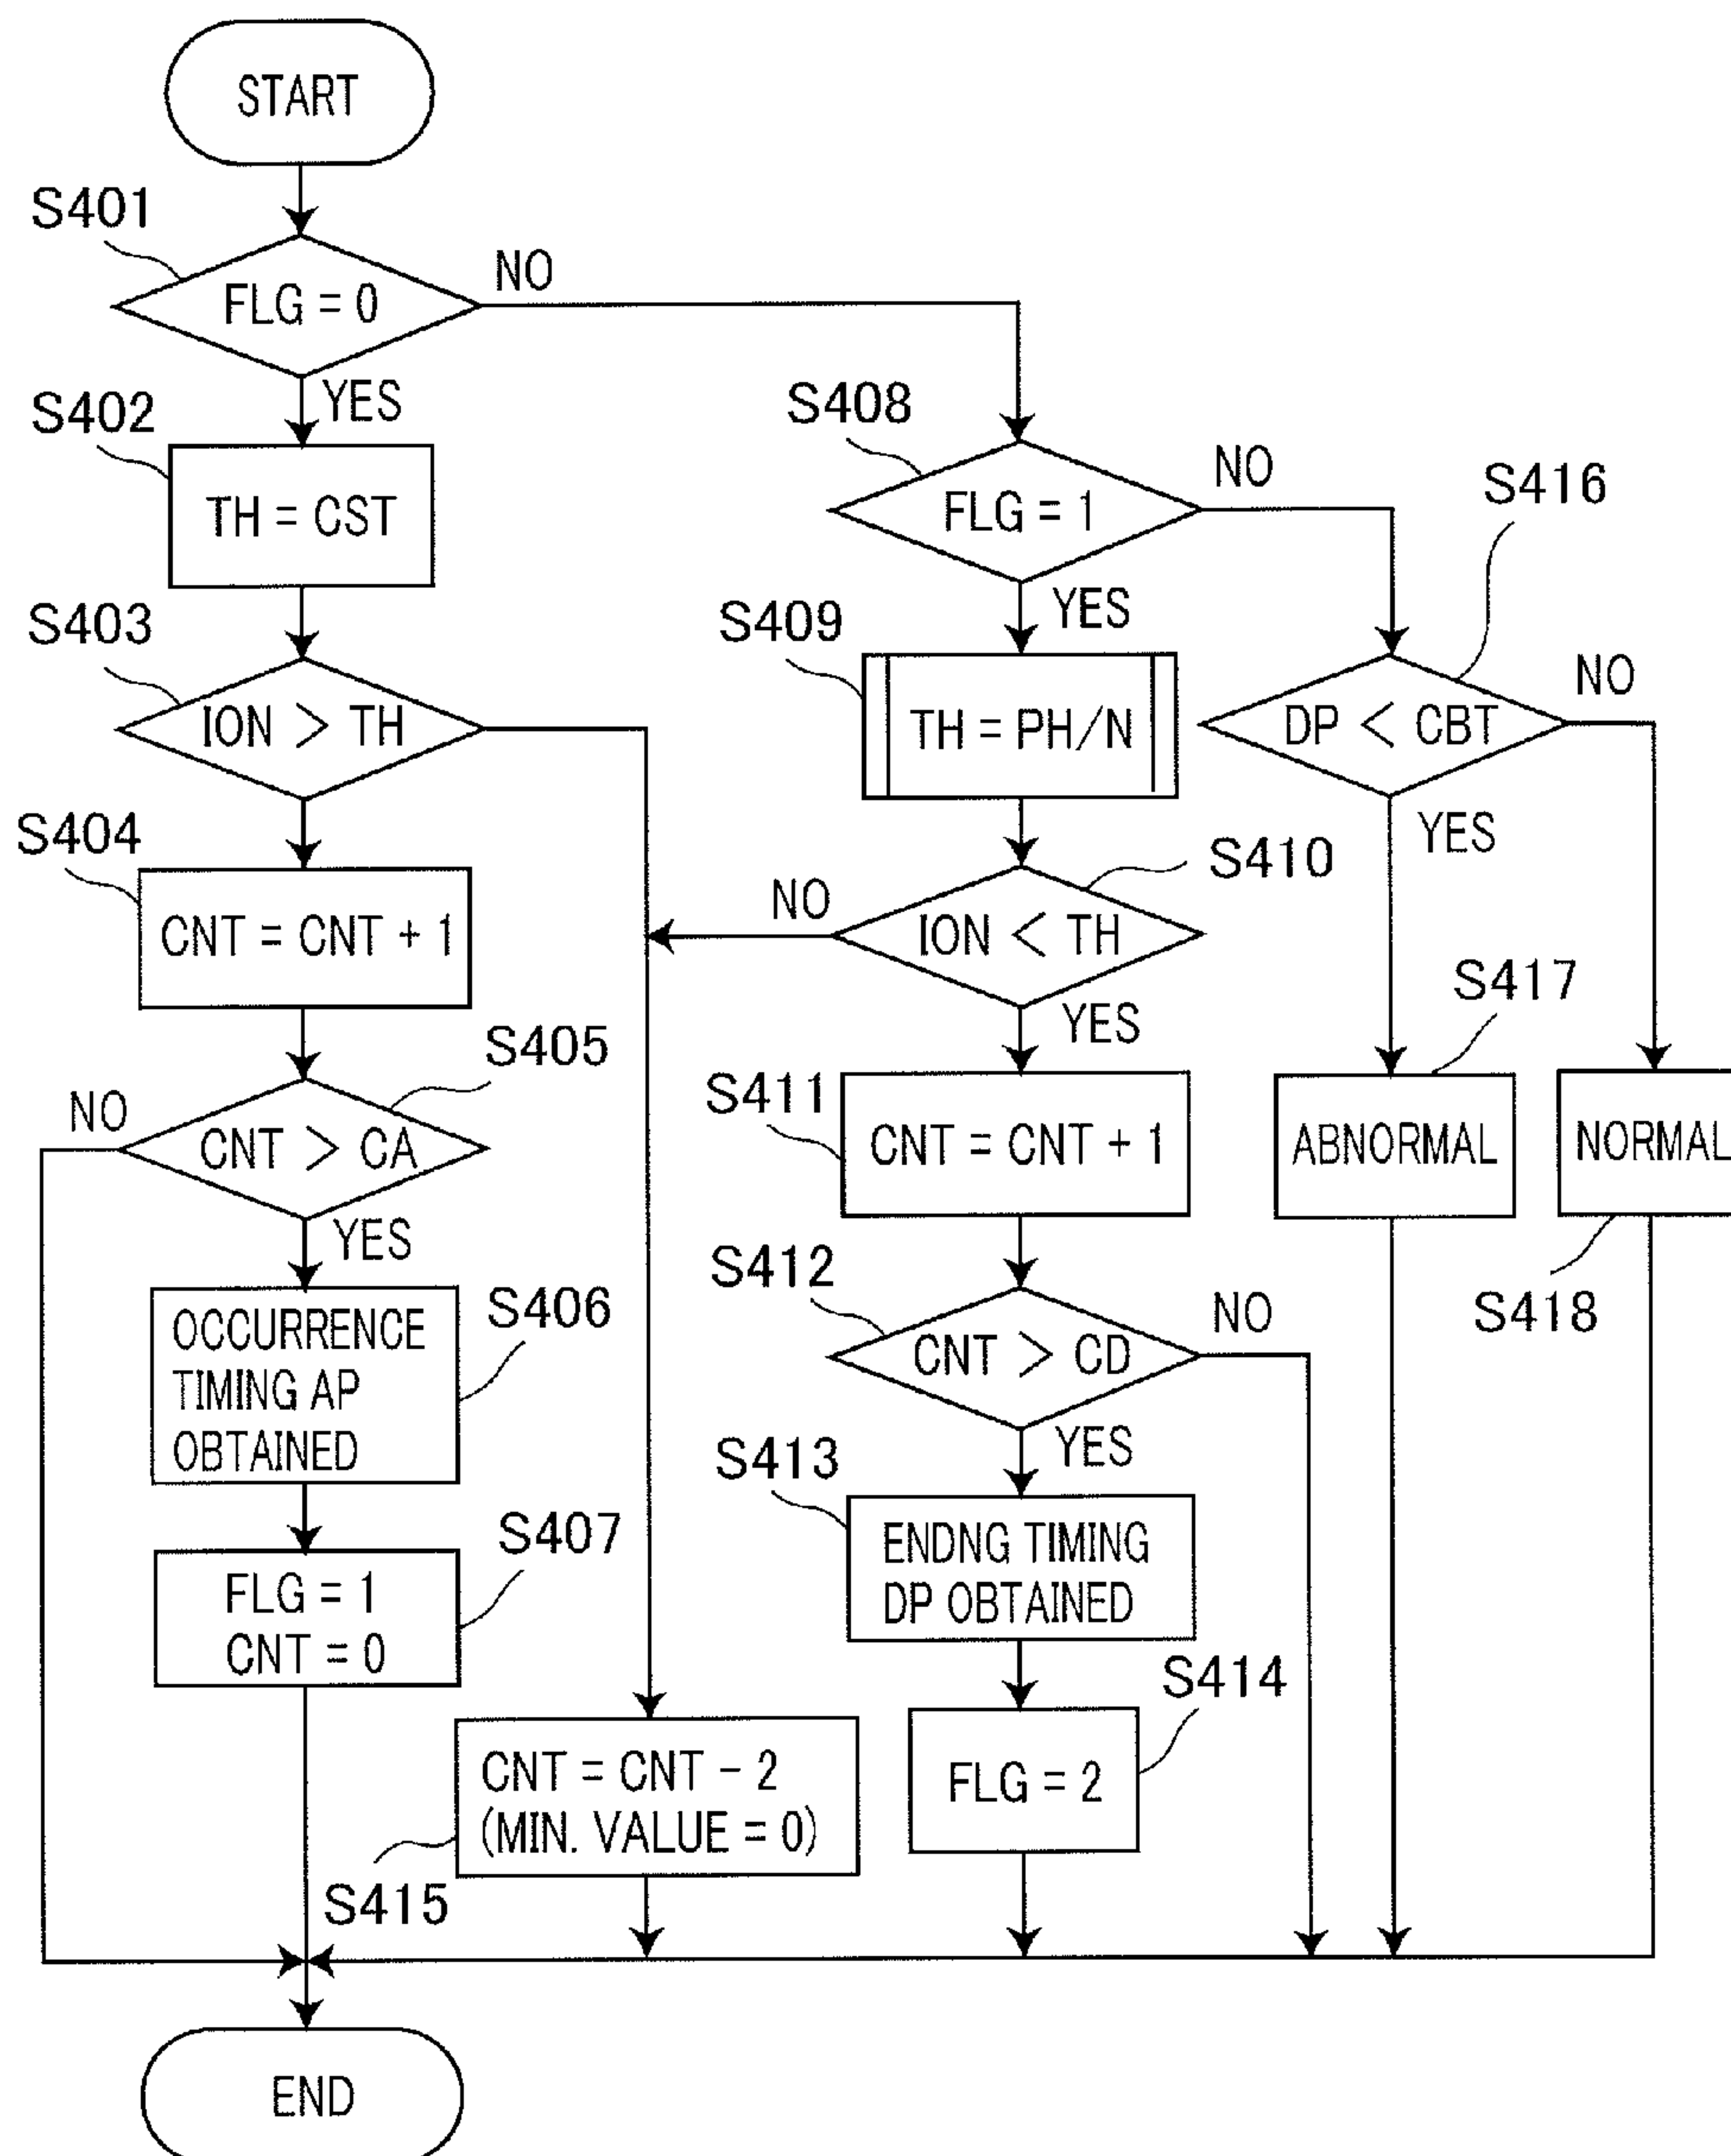 START
S401
FLG = 0
NO
YES
S402
TH = CST
S403
ION > TH
S404
CNT = CNT + 1
S405
NO
CNT > CA
YES
S406
OCCURRENCE
TIMING AP
OBTAINED
S407
FLG = 1
CNT = 0
S408
FLG = 1
NO
YES
S409
TH = PH/N
S410
NO
ION < TH
YES
S411
CNT = CNT + 1
S412
CNT > CD
NO
YES
S413
ENDNG TIMING
DP OBTAINED
S414
FLG = 2
CNT = CNT - 2
(MIN. VALUE = 0)
S415
S416
DP < CBT
NO
YES
S417
ABNORMAL
NORMAL
S418
END